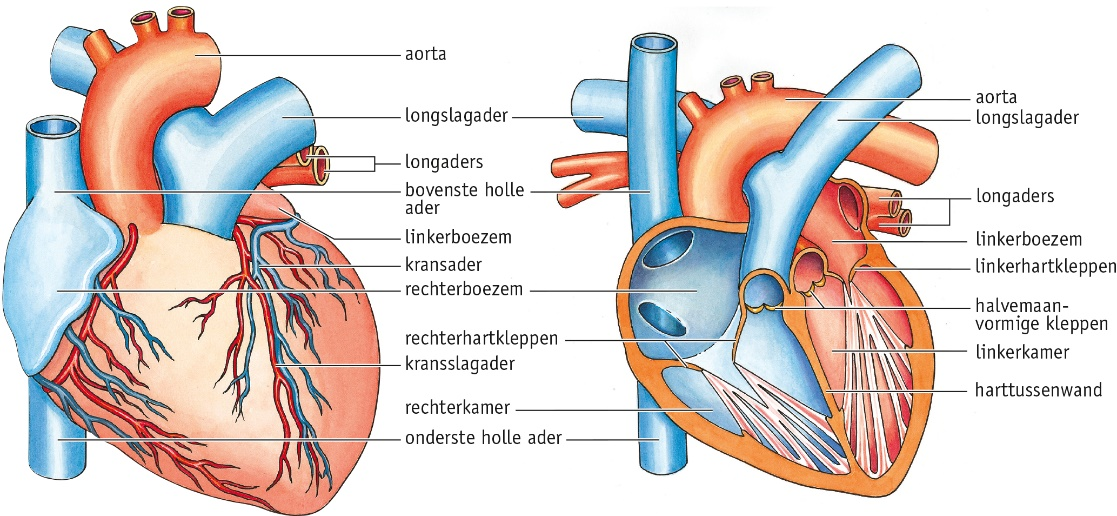 aorta
longslagader
longaders
bovenste holle
ader
linkerboezem
kransader
rechterboezem
rechterhartkleppen
kransslagader
rechterkamer
onderste holle ader
aorta
longslagader
longaders
linkerboezem
linkerhartkleppen
halvemaan-
vormige kleppen
linkerkamer
harttussenwand